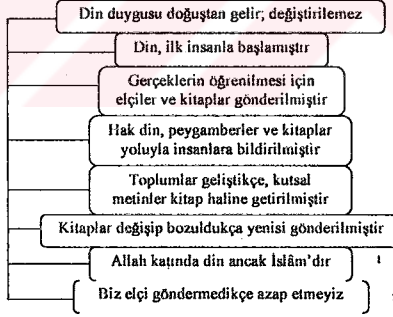 Din duygusu doğuştan gelir; değiştirilemez
Din, ilk insanla başlamıştır
Gerçeklerin öğrenilmesi için
elçiler ve kitaplar gönderilmiştir
Hak din, peygamberler ve kitaplar
yoluyla insanlara bildirilmiştir
Toplumlar geliştikçe, kutsal
metinler kitap haline getirilmiştir
Kitaplar değişip bozuldukça yenisi gönderilmiştir
Allah katında din ancak İslâm'dır
Biz elçi göndermedikçe azap etmeyiz